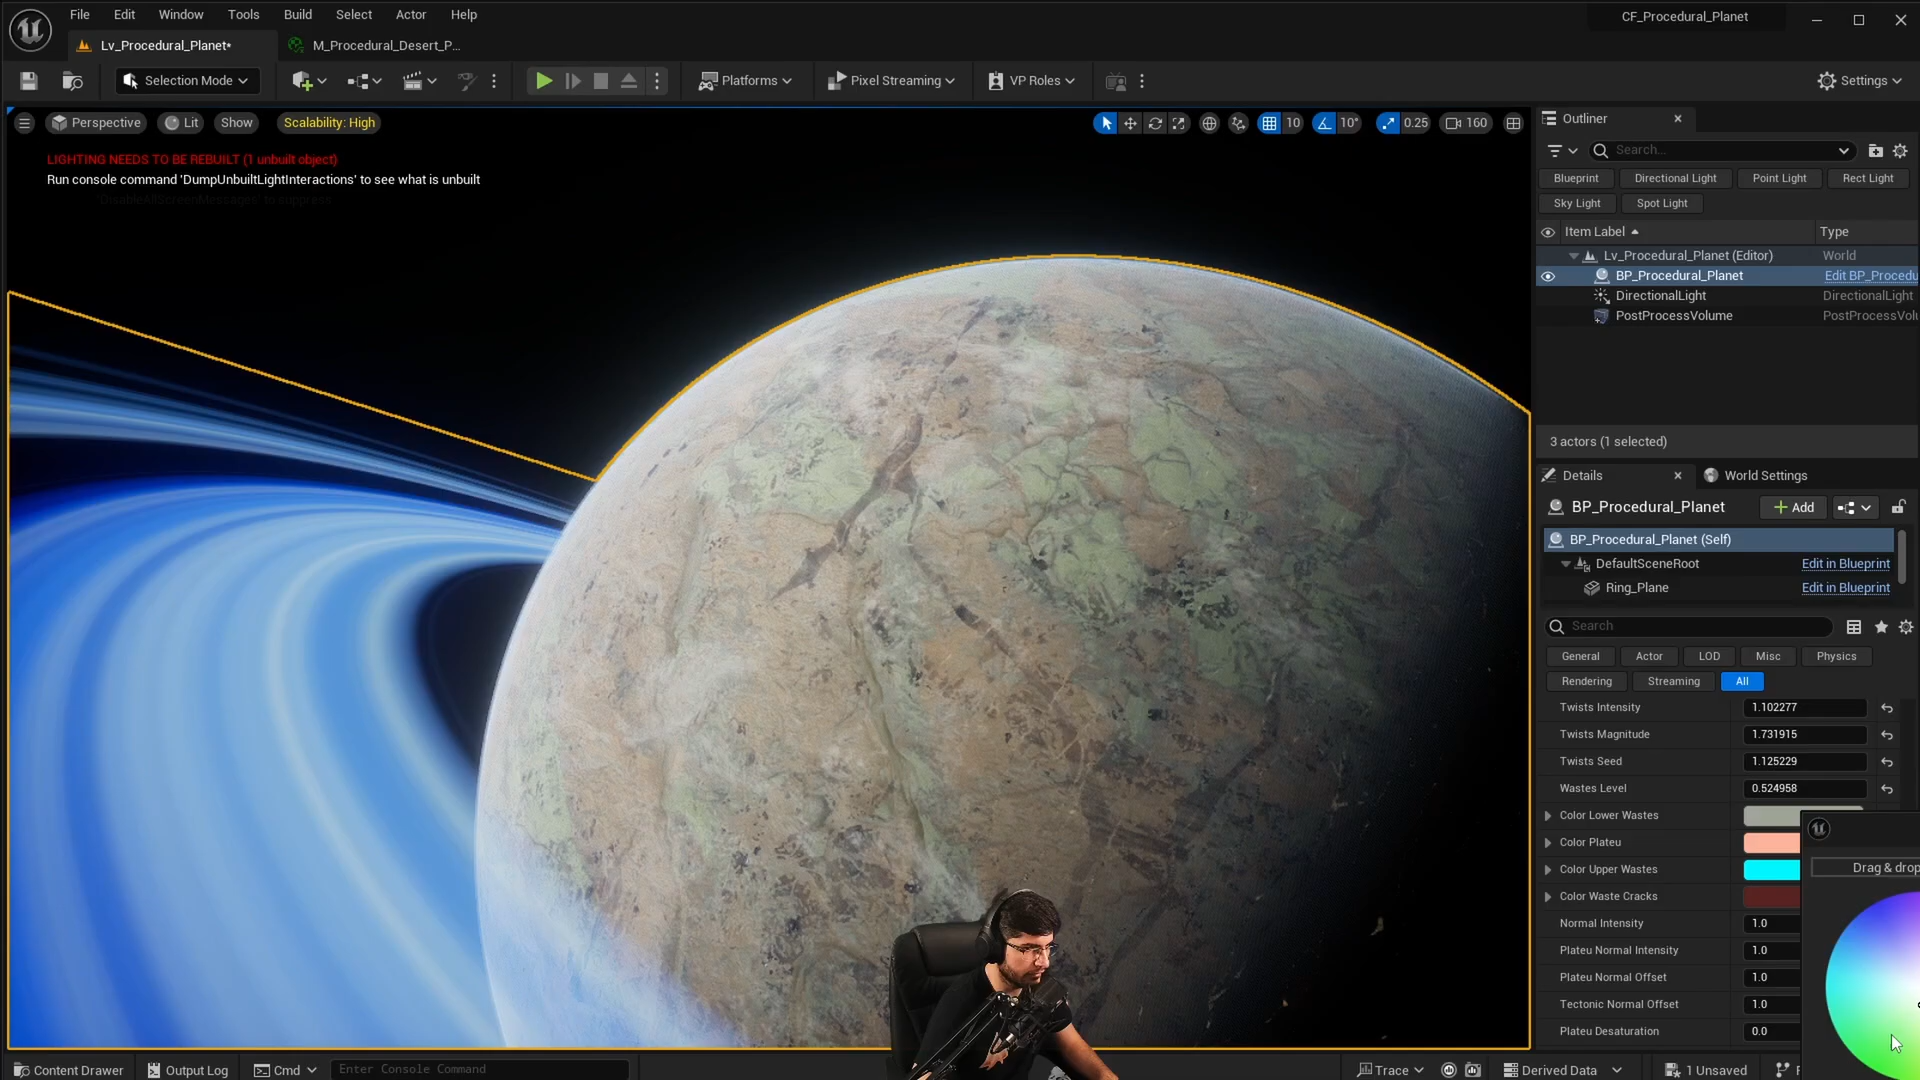 File Edit Window Tools Build Select Actor Help
CF_Procedural_Planet
Lv_Procedural_Planet*
M_Procedural_Desert_P...
Selection Mode
Platforms
Pixel Streaming
VP Roles
Settings
Perspective
Lit
Show
Scalability: High
10
10°
0.25
160
LIGHTING NEEDS TO BE REBUILT (1 unbuilt object)
Run console command 'DumpUnbuiltLightInteractions' to see what is unbuilt
'DisableAllScreenMessages' to suppress
Outliner
Search...
Blueprint Directional Light Point Light Rect Light
Sky Light Spot Light
Item Label Type
Lv_Procedural_Planet (Editor) World
BP_Procedural_Planet Edit BP_Procedu
DirectionalLight DirectionalLight
PostProcessVolume PostProcessVolu
3 actors (1 selected)
Details
World Settings
BP_Procedural_Planet
Add
BP_Procedural_Planet (Self)
DefaultSceneRoot Edit in Blueprint
Ring_Plane Edit in Blueprint
Search
General Actor LOD Misc Physics
Rendering Streaming All
Twists Intensity 1.102277
Twists Magnitude 1.731915
Twists Seed 1.125229
Wastes Level 0.524958
Color Lower Wastes
Color Plateu
Color Upper Wastes
Drag & drop
Color Waste Cracks
Normal Intensity 1.0
Plateu Normal Intensity 1.0
Plateu Normal Offset 1.0
Tectonic Normal Offset 1.0
Plateu Desaturation 0.0
Content Drawer
Output Log
Cmd
Enter Console Command
Trace
Derived Data
1 Unsaved